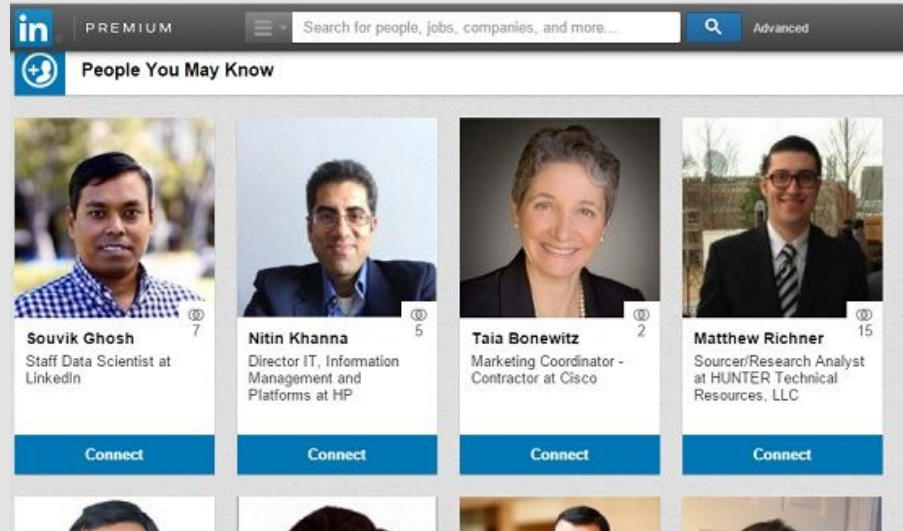 in PREMIUM Search for people, jobs, companies, and more.... Advanced
People You May Know
7
Souvik Ghosh
Staff Data Scientist at
LinkedIn
Connect
5
Nitin Khanna
Director IT, Information
Management and
Platforms at HP
Connect
2
Taia Bonewitz
Marketing Coordinator -
Contractor at Cisco
Connect
15
Matthew Richner
Sourcer/Research Analyst
at HUNTER Technical
Resources, LLC
Connect